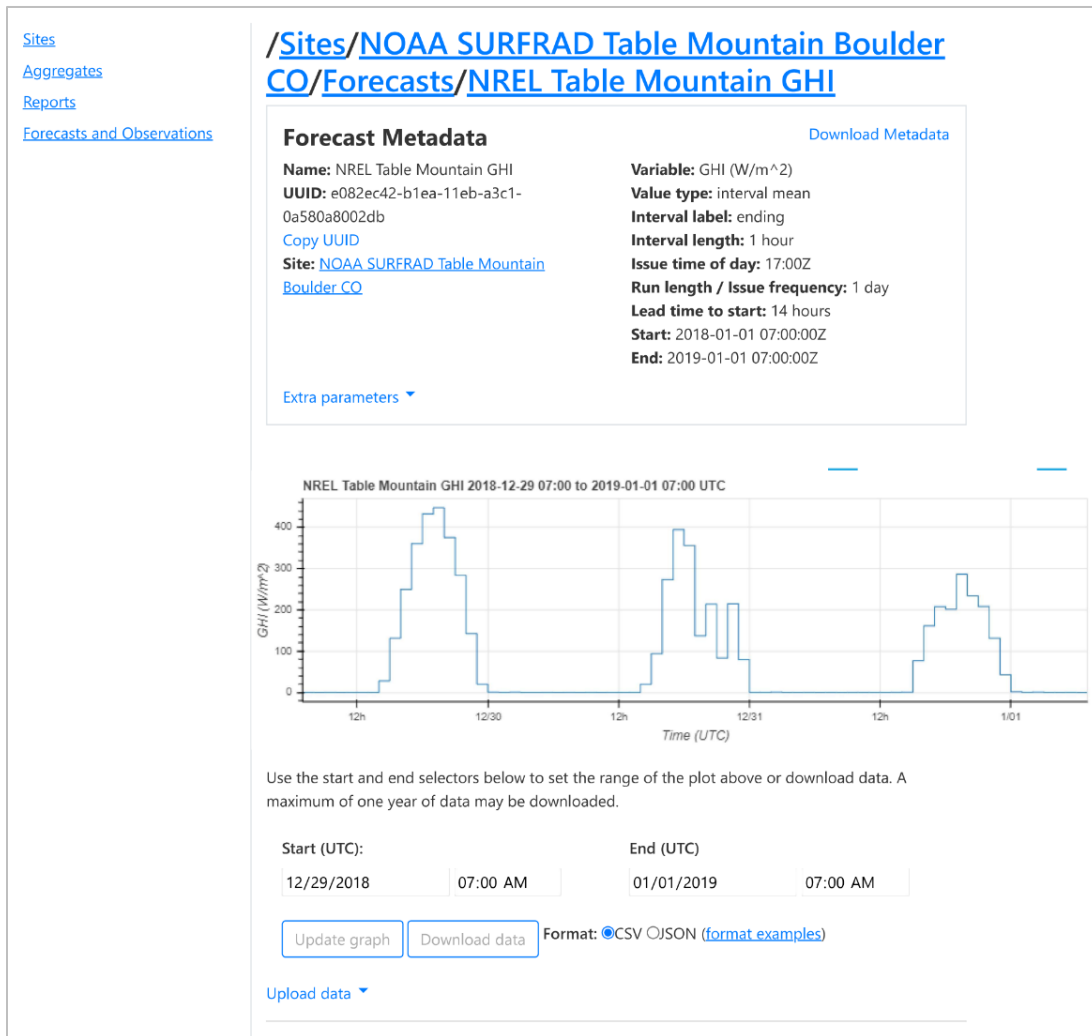 Sites
Aggregates
Reports
Forecasts and Observations
/Sites/NOAA SURFRAD Table Mountain Boulder
CO/Forecasts/NREL Table Mountain GHI
Forecast Metadata
Download Metadata
Name: NREL Table Mountain GHI
UUID: e082ec42-b1ea-11eb-a3c1-
0a580a8002db
Copy UUID
Site: NOAA SURFRAD Table Mountain
Boulder CO
Variable: GHI (W/m^2)
Value type: interval mean
Interval label: ending
Interval length: 1 hour
Issue time of day: 17:00Z
Run length / Issue frequency: 1 day
Lead time to start: 14 hours
Start: 2018-01-01 07:00:00Z
End: 2019-01-01 07:00:00Z
Extra parameters
NREL Table Mountain GHI 2018-12-29 07:00 to 2019-01-01 07:00 UTC
GHI (W/m^2)
400
300
200
100
0
12h 12/30 12h 12/31 12h 1/01
Time (UTC)
Use the start and end selectors below to set the range of the plot above or download data. A
maximum of one year of data may be downloaded.
Start (UTC): End (UTC)
12/29/2018 07:00 AM 01/01/2019 07:00 AM
Update graph Download data Format: CSV JSON (format examples)
Upload data